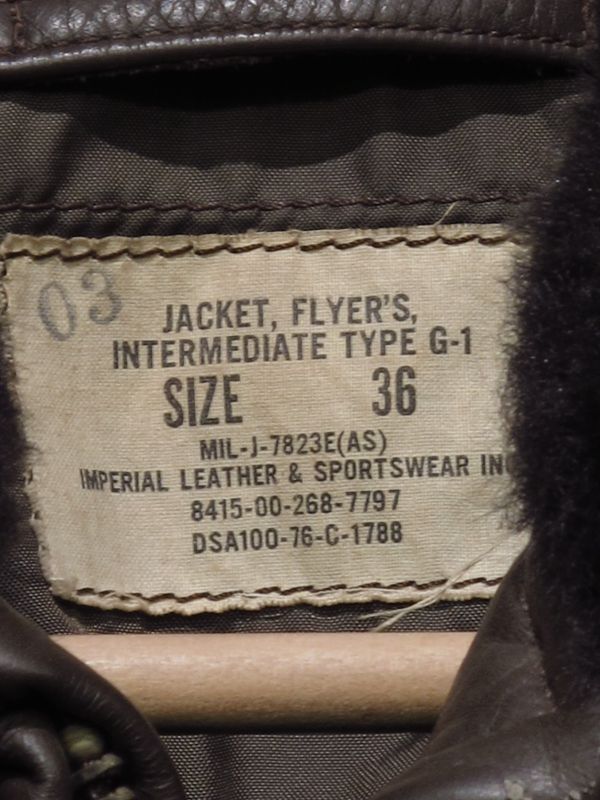 03
JACKET, FLYER'S,
INTERMEDIATE TYPE G-1
SIZE 36
MIL-J-7823E(AS)
IMPERIAL LEATHER & SPORTSWEAR IN
8415-00-268-7797
DSA100-76-C-1788